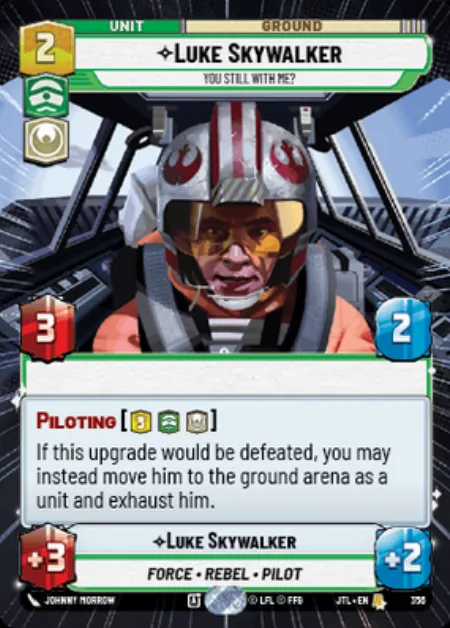 UNIT GROUND
2 ✧LUKE SKYWALKER
YOU STILL WITH ME?
3 2
PILOTING [3]
If this upgrade would be defeated, you may
instead move him to the ground arena as a
unit and exhaust him.
✧LUKE SKYWALKER
+3 +2
FORCE • REBEL • PILOT
JOHNNY MORROW A © LFL © FFG JTL • EN